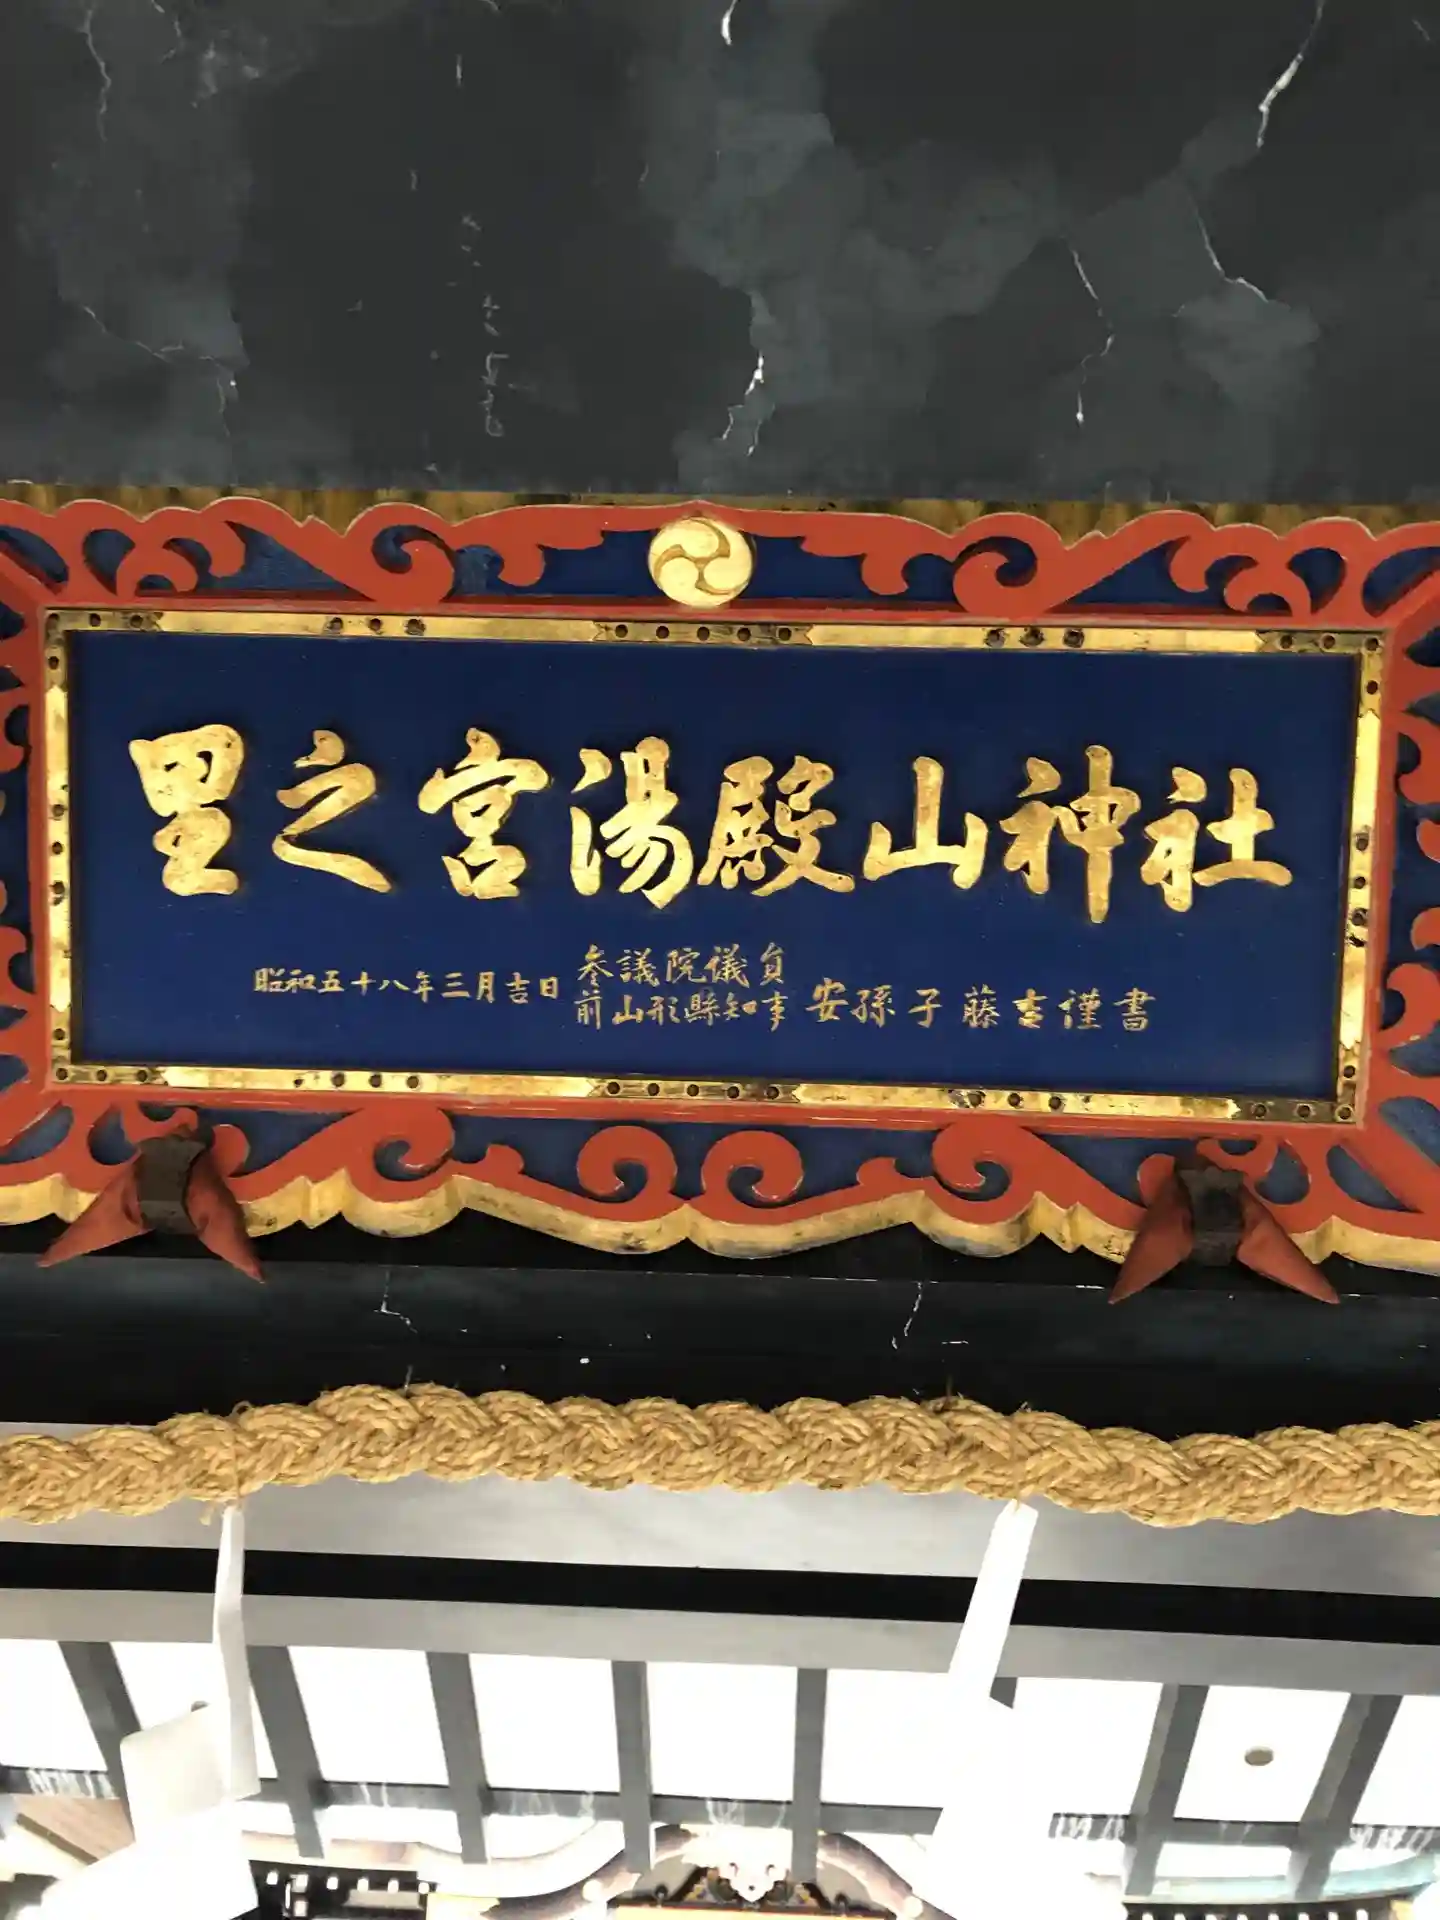 里之宮湯殿山神社
昭和五十八年三月吉日
参議院儀員
前山形縣知事
安孫子藤吉謹書